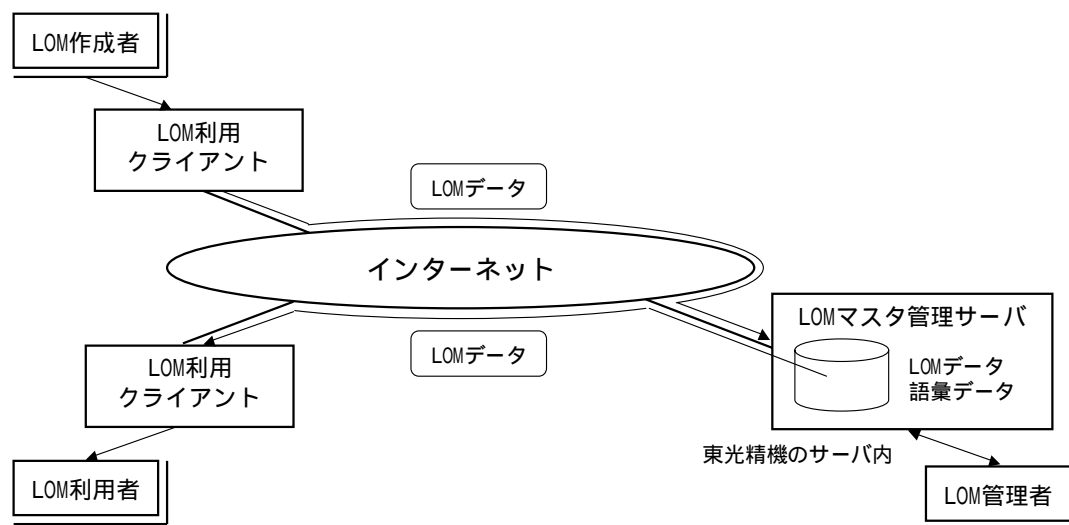 LOM作成者
LOM利用
クライアント
LOMデータ
インターネット
LOMマスタ管理サーバ
LOMデータ
語彙データ
LOMデータ
LOM利用
クライアント
東光精機のサーバ内
LOM利用者
LOM管理者